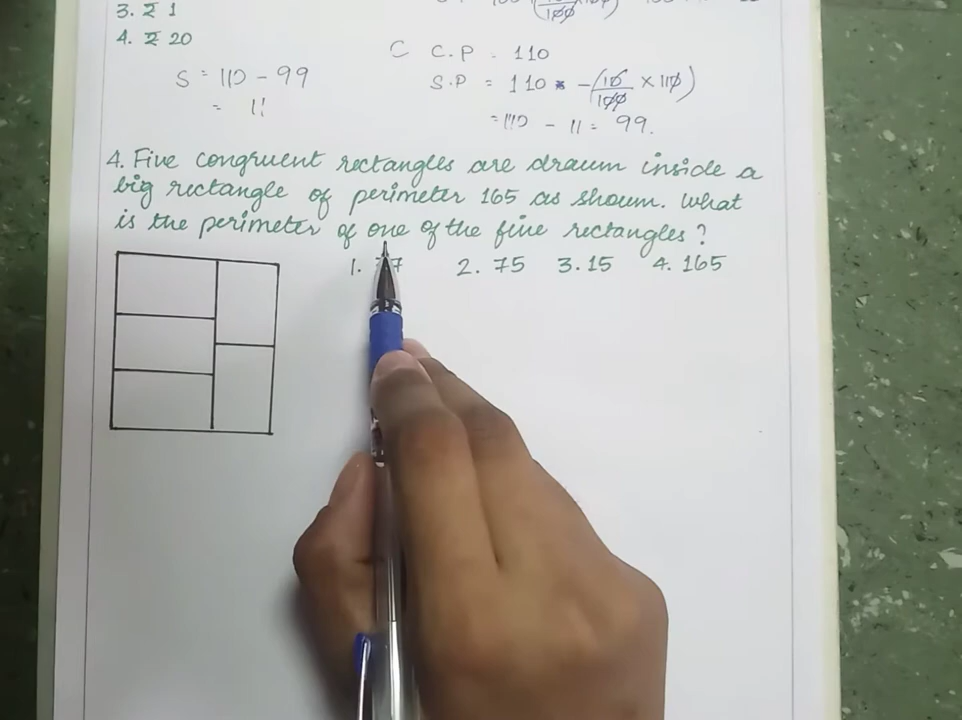 3. ₹ 1
4. ₹ 20
C C.P = 110
S = 110 - 99
S.P = 110 - (10/100 × 110)
= 11
= 110 - 11 = 99.
4. Five congruent rectangles are drawn inside a
big rectangle of perimeter 165 as shown. What
is the perimeter of one of the five rectangles?
1. 77 2. 75 3. 15 4. 165